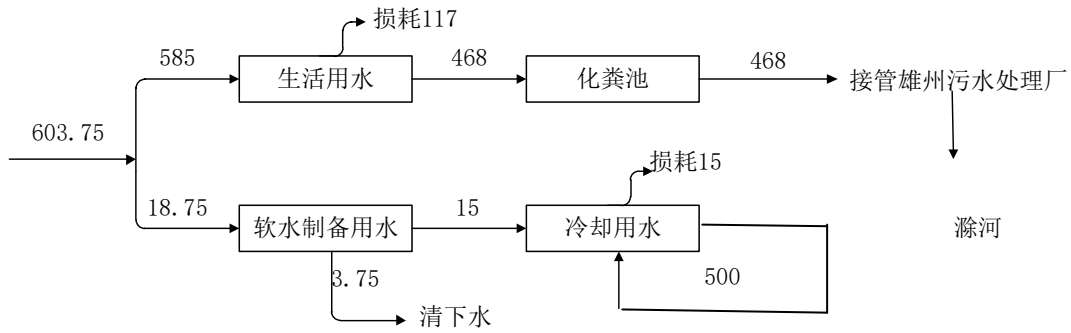 损耗117
585
生活用水
468
化粪池
468
接管雄州污水处理厂
603.75
损耗15
18.75
软水制备用水
15
冷却用水
滁河
3.75
500
清下水